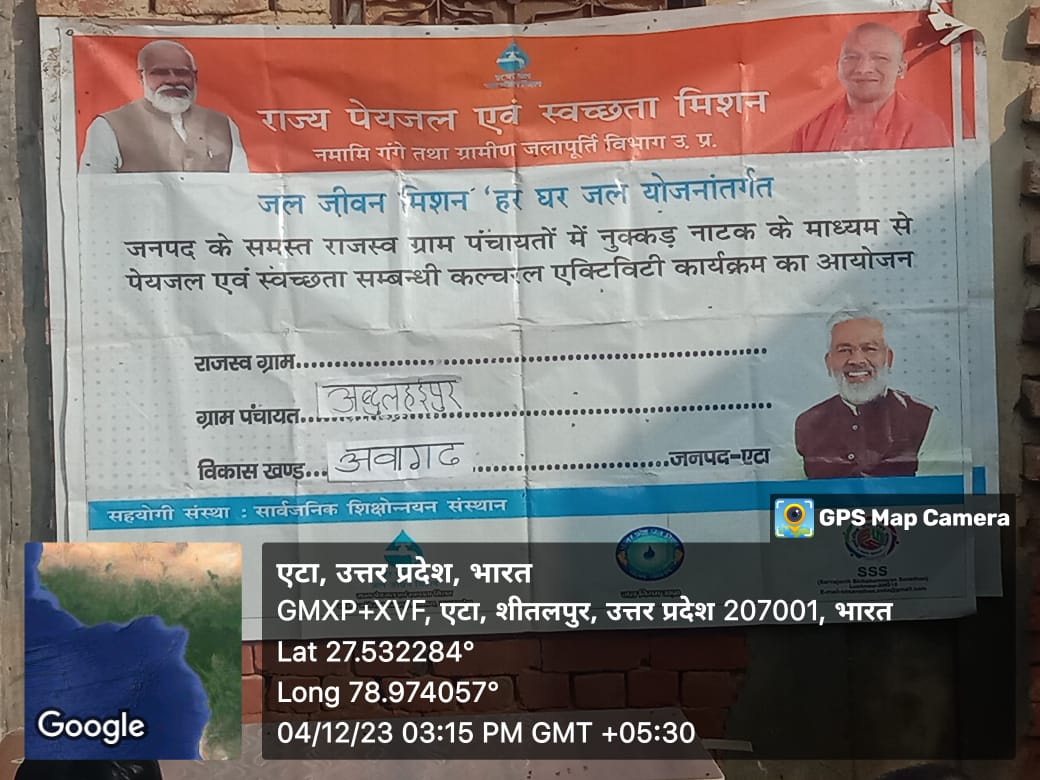 राज्य पेयजल एवं स्वच्छता मिशन
नमामि गंगे तथा ग्रामीण जलापूर्ति विभाग उ. प्र.
जल जीवन मिशन 'हर घर जल योजनांतर्गत
जनपद के समस्त राजस्व ग्राम पंचायतों में नुक्कड़ नाटक के माध्यम से
पेयजल एवं स्वच्छता सम्बन्धी कल्चरल एक्टिविटी कार्यक्रम का आयोजन
राजस्व ग्राम
ग्राम पंचायत अब्दुलहईपुर
विकास खण्ड अवागढ जनपद-एटा
सहयोगी संस्था : सार्वजनिक शिक्षोन्नयन संस्थान
GPS Map Camera
SSS
एटा, उत्तर प्रदेश, भारत
GMXP+XVF, एटा, शीतलपुर, उत्तर प्रदेश 207001, भारत
Lat 27.532284°
Long 78.974057°
04/12/23 03:15 PM GMT +05:30
Google